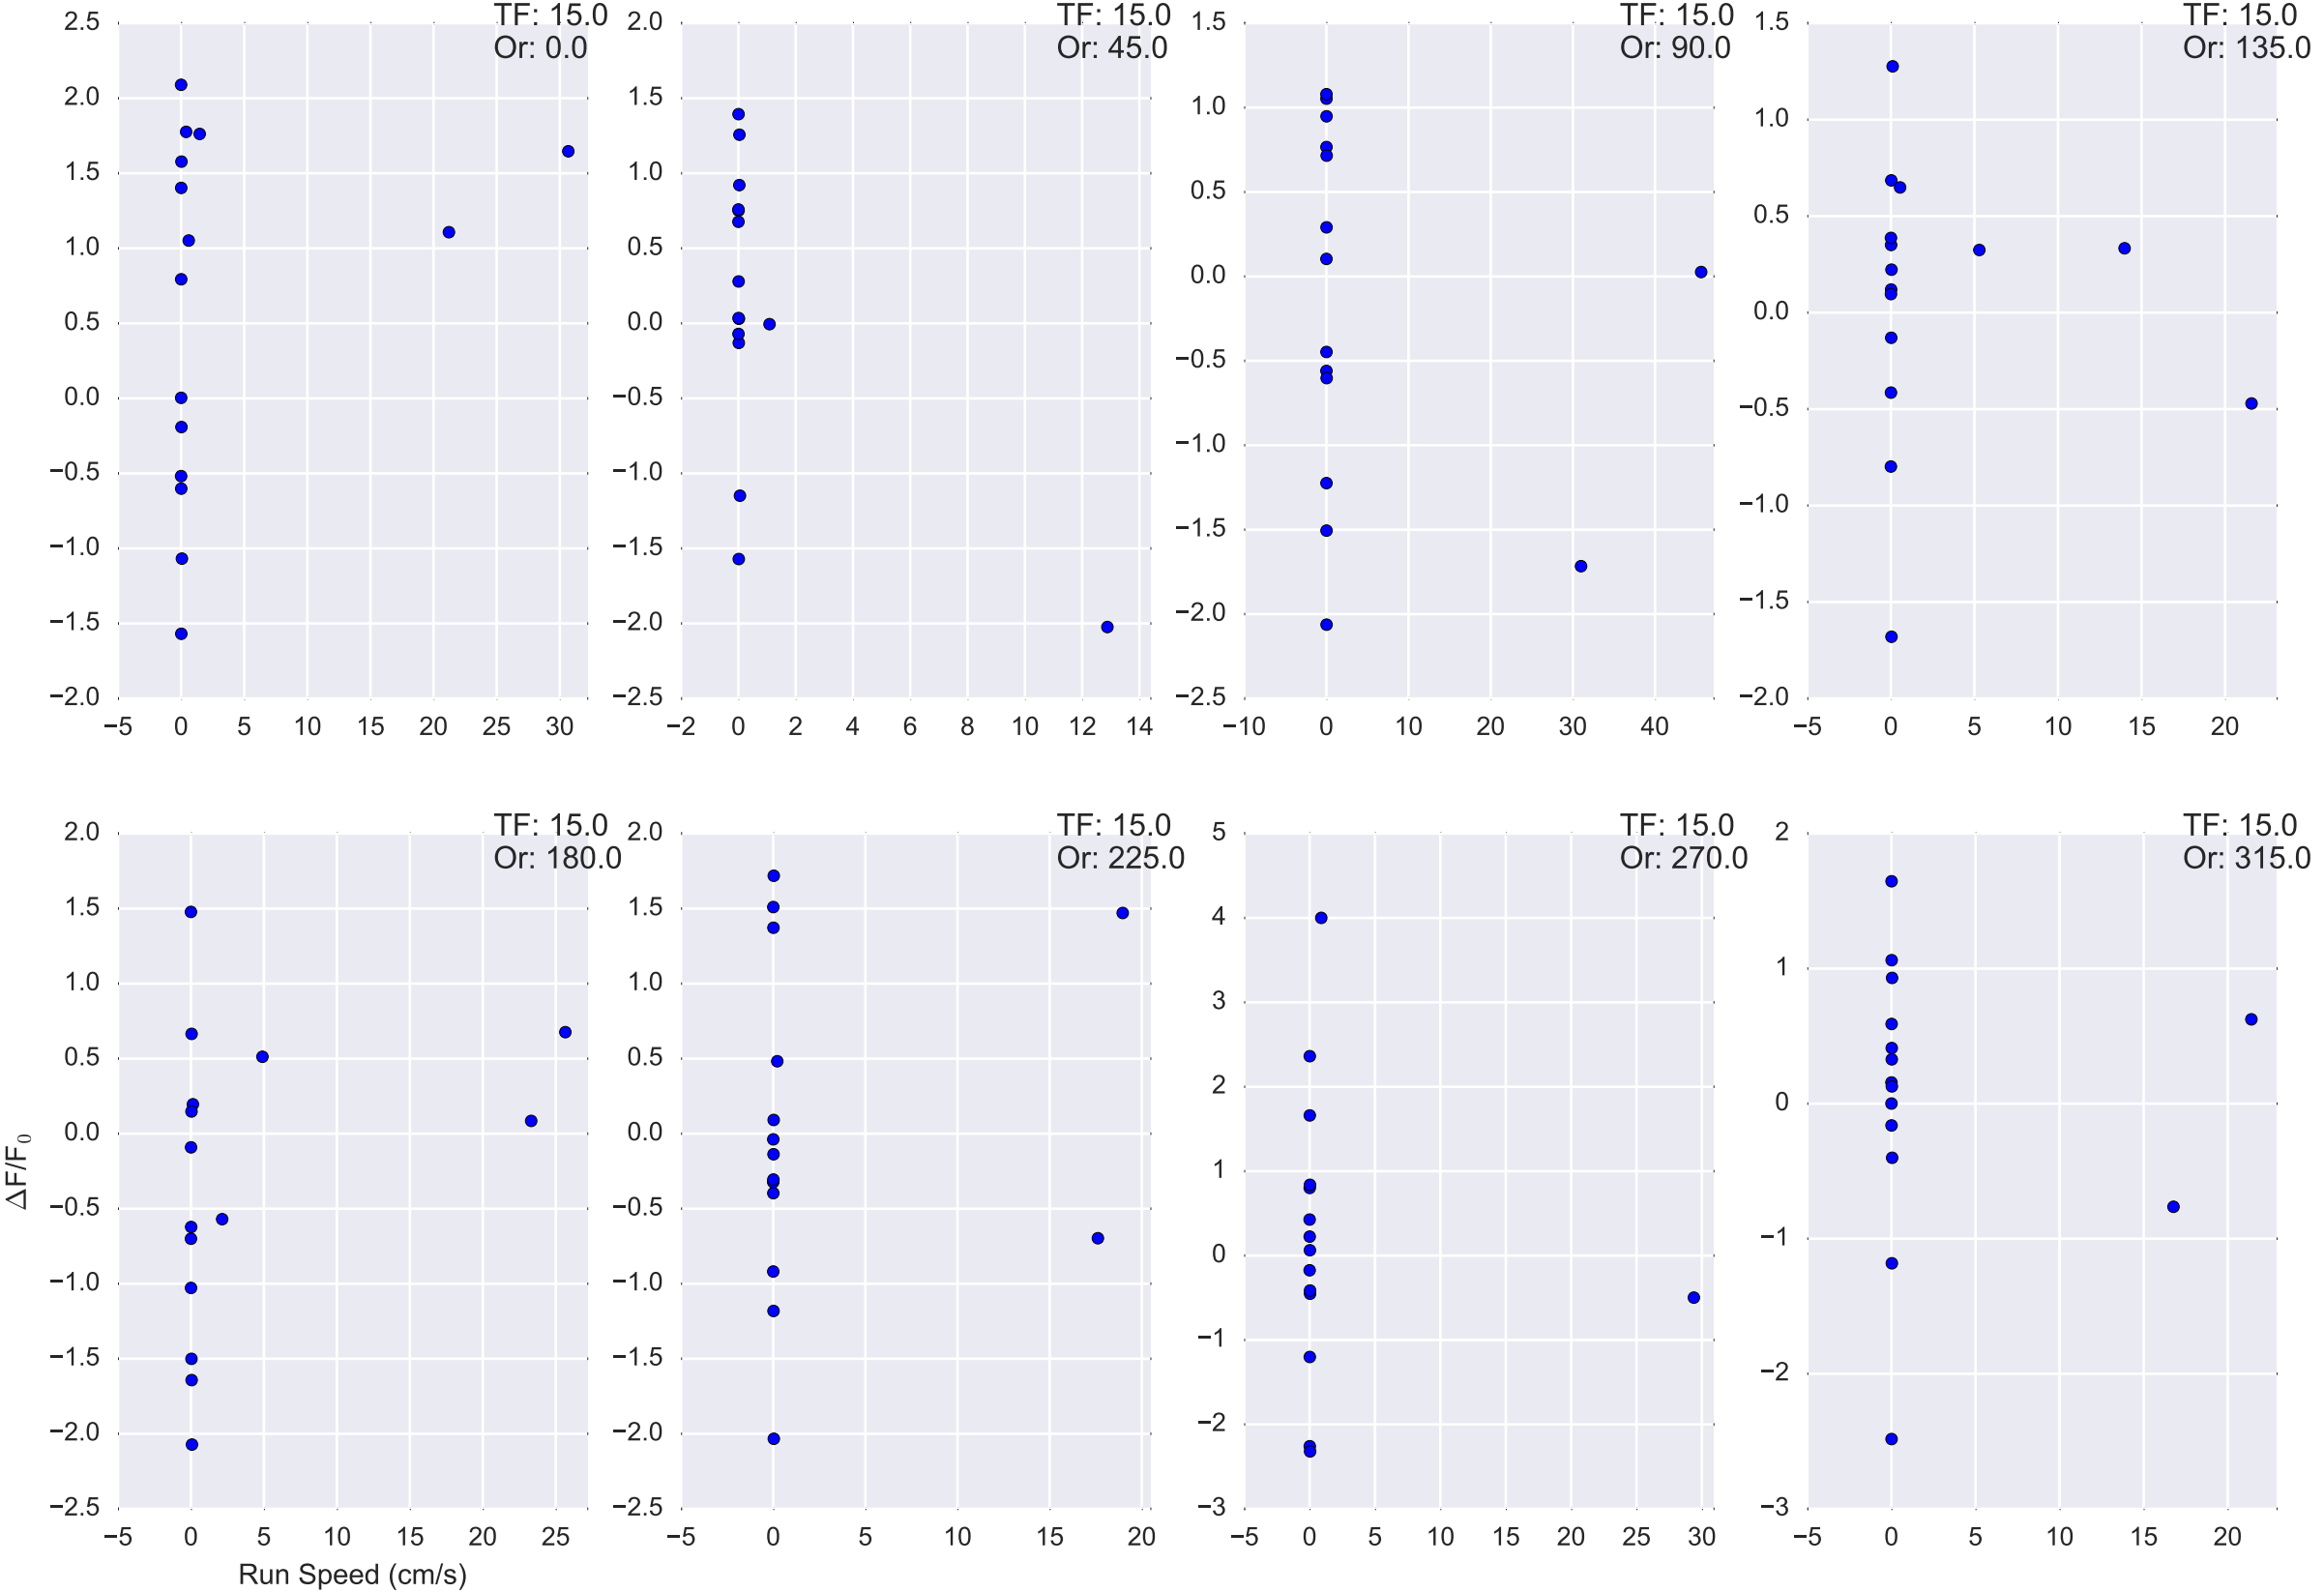 TF: 15.0
Or: 0.0
2.5
2.0
1.5
1.0
0.5
0.0
−0.5
−1.0
−1.5
−2.0
−5 0 5 10 15 20 25 30
TF: 15.0
Or: 45.0
2.0
1.5
1.0
0.5
0.0
−0.5
−1.0
−1.5
−2.0
−2.5
−2 0 2 4 6 8 10 12 14
TF: 15.0
Or: 90.0
1.5
1.0
0.5
0.0
−0.5
−1.0
−1.5
−2.0
−2.5
−10 0 10 20 30 40
TF: 15.0
Or: 135.0
1.5
1.0
0.5
0.0
−0.5
−1.0
−1.5
−2.0
−5 0 5 10 15 20
TF: 15.0
Or: 180.0
2.0
1.5
1.0
0.5
0.0
−0.5
−1.0
−1.5
−2.0
−2.5
−5 0 5 10 15 20 25
ΔF/F₀
Run Speed (cm/s)
TF: 15.0
Or: 225.0
2.0
1.5
1.0
0.5
0.0
−0.5
−1.0
−1.5
−2.0
−2.5
−5 0 5 10 15 20
TF: 15.0
Or: 270.0
5
4
3
2
1
0
−1
−2
−3
−5 0 5 10 15 20 25 30
TF: 15.0
Or: 315.0
2
1
0
−1
−2
−3
−5 0 5 10 15 20